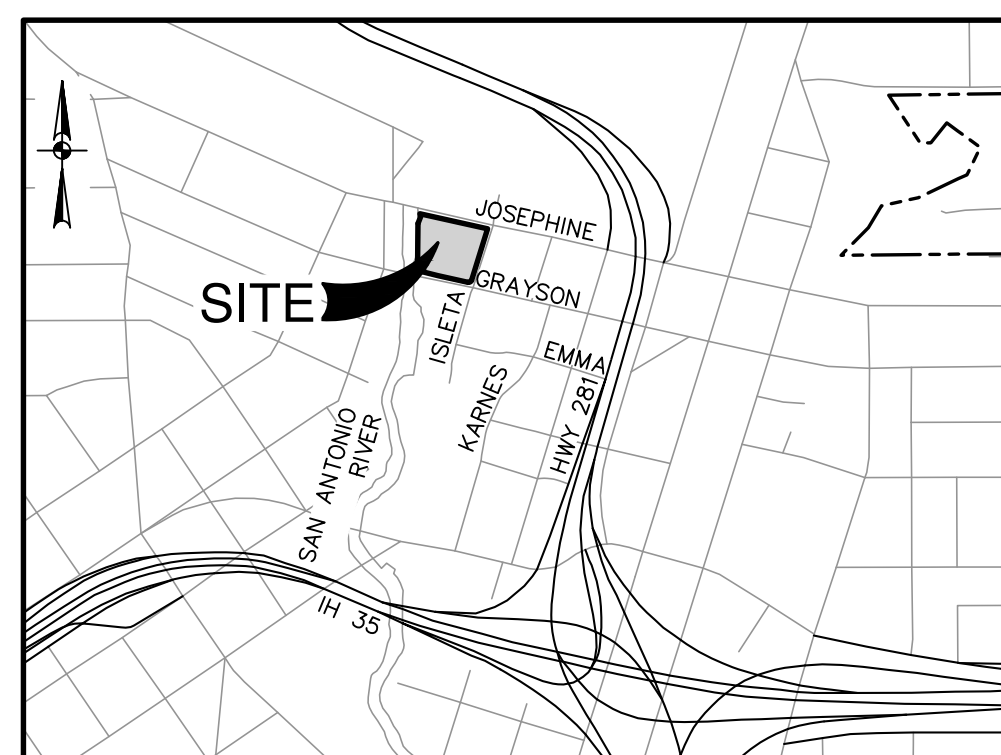 JOSEPHINE
GRAYSON
SITE
ISLETA
EMMA
KARNES
HWY 281
SAN ANTONIO
RIVER
IH 35